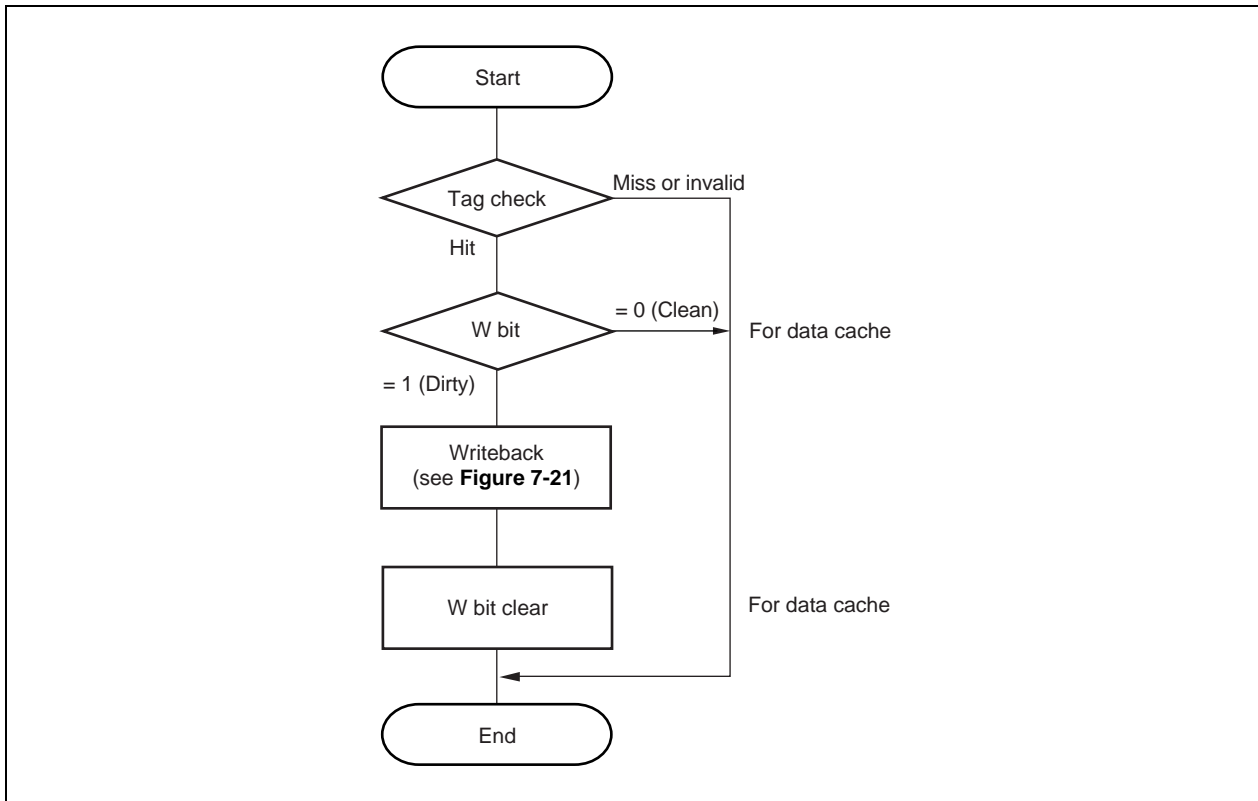 Start
Tag check
Miss or invalid
Hit
W bit
= 0 (Clean)
For data cache
= 1 (Dirty)
Writeback
(see Figure 7-21)
W bit clear
For data cache
End